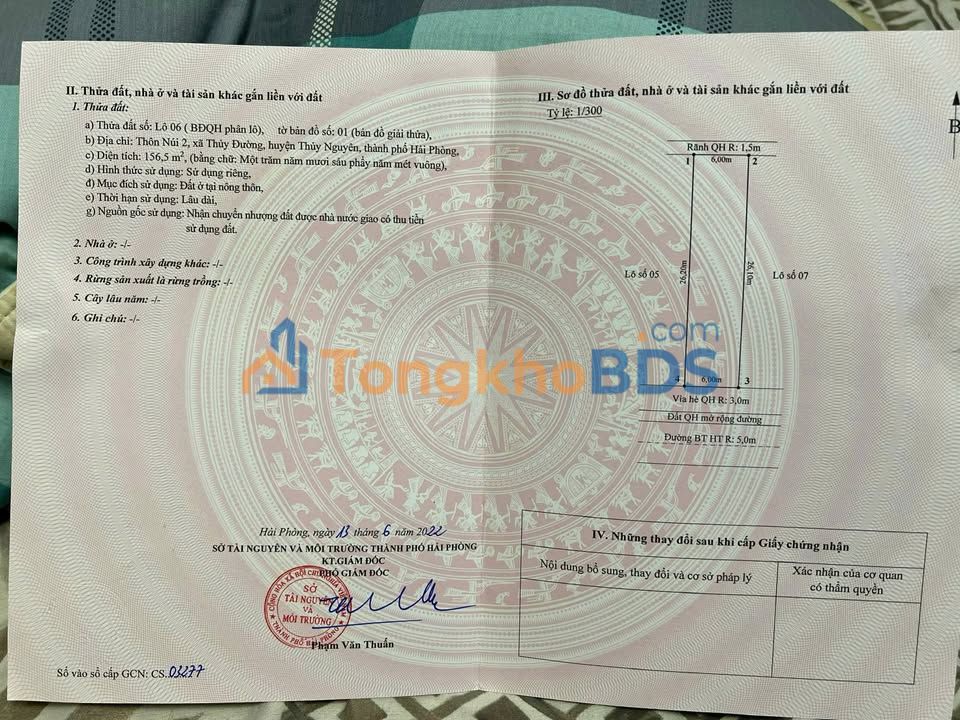 II. Thửa đất, nhà ở và tài sản khác gắn liền với đất
1. Thửa đất:
a) Thửa đất số: Lô 06 ( BĐQH phân lô), tờ bản đồ số: 01 (bản đồ giải thửa),
b) Địa chỉ: Thôn Núi 2, xã Thủy Đường, huyện Thủy Nguyên, thành phố Hải Phòng,
c) Diện tích: 156,5 m², (bằng chữ: Một trăm năm mươi sáu phẩy năm mét vuông),
d) Hình thức sử dụng: Sử dụng riêng,
đ) Mục đích sử dụng: Đất ở tại nông thôn,
e) Thời hạn sử dụng: Lâu dài,
g) Nguồn gốc sử dụng: Nhận chuyển nhượng đất được nhà nước giao có thu tiền
sử dụng đất.
2. Nhà ở: -/-
3. Công trình xây dựng khác: -/-
4. Rừng sản xuất là rừng trồng: -/-
5. Cây lâu năm: -/-
6. Ghi chú: -/-
Hải Phòng, ngày 13 tháng 6 năm 2022
SỞ TÀI NGUYÊN VÀ MÔI TRƯỜNG THÀNH PHỐ HẢI PHÒNG
KT.GIÁM ĐỐC
PHÓ GIÁM ĐỐC
CỘNG HÒA XÃ HỘI CHỦ NGHĨA VIỆT NAM
SỞ
TÀI NGUYÊN
VÀ
MÔI TRƯỜNG
THÀNH PHỐ HẢI PHÒNG
Phạm Văn Thuấn
Số vào sổ cấp GCN: CS.03277
III. Sơ đồ thửa đất, nhà ở và tài sản khác gắn liền với đất
Tỷ lệ: 1/300
B
Rãnh QH R: 1,5m
1 6,00m 2
Lô số 05
26,20m
26,10m
Lô số 07
4 6,00m 3
Vỉa hè QH R: 3,0m
Đất QH mở rộng đường
Đường BT HT R: 5,0m
TongkhoBDS
.com
IV. Những thay đổi sau khi cấp Giấy chứng nhận
Nội dung bổ sung, thay đổi và cơ sở pháp lý
Xác nhận của cơ quan
có thẩm quyền